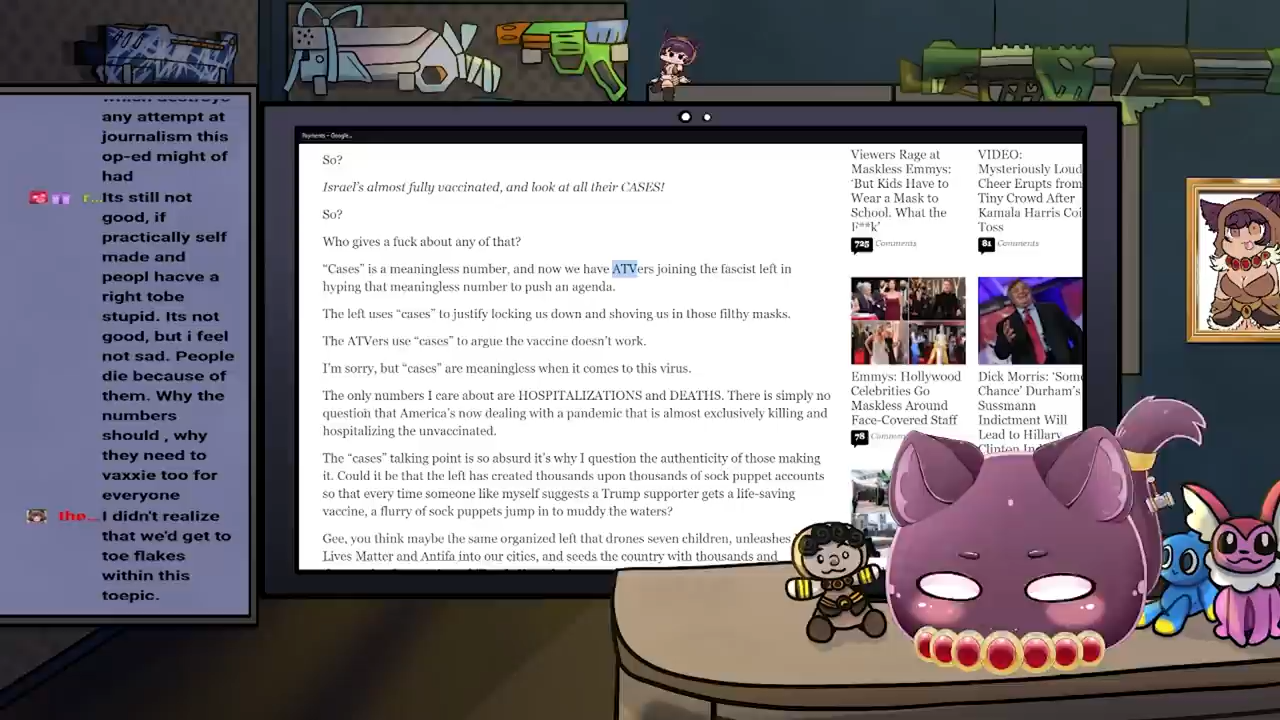 any attempt at
journalism this
op-ed might of
had
r...Its still not
good, if
practically self
made and
peopl hacve a
right tobe
stupid. Its not
good, but i feel
not sad. People
die because of
them. Why the
numbers
should , why
they need to
vaxxie too for
everyone
tho... I didn't realize
that we'd get to
toe flakes
within this
toepic.
Payments - Google...
So?
Israel's almost fully vaccinated, and look at all their CASES!
So?
Who gives a fuck about any of that?
“Cases” is a meaningless number, and now we have ATVers joining the fascist left in
hyping that meaningless number to push an agenda.
The left uses “cases” to justify locking us down and shoving us in those filthy masks.
The ATVers use “cases” to argue the vaccine doesn't work.
I'm sorry, but “cases” are meaningless when it comes to this virus.
The only numbers I care about are HOSPITALIZATIONS and DEATHS. There is simply no
question that America's now dealing with a pandemic that is almost exclusively killing and
hospitalizing the unvaccinated.
The “cases” talking point is so absurd it's why I question the authenticity of those making
it. Could it be that the left has created thousands upon thousands of sock puppet accounts
so that every time someone like myself suggests a Trump supporter gets a life-saving
vaccine, a flurry of sock puppets jump in to muddy the waters?
Gee, you think maybe the same organized left that drones seven children, unleashes
Lives Matter and Antifa into our cities, and seeds the country with thousands and
Viewers Rage at
Maskless Emmys:
‘But Kids Have to
Wear a Mask to
School. What the
F**k’
725 Comments
VIDEO:
Mysteriously Loud
Cheer Erupts from
Tiny Crowd After
Kamala Harris Coi
Toss
81 Comments
Emmys: Hollywood
Celebrities Go
Maskless Around
Face-Covered Staff
78 Commen
Dick Morris: ‘Som
Chance’ Durham's
Sussmann
Indictment Will
Lead to Hillary
Clinton